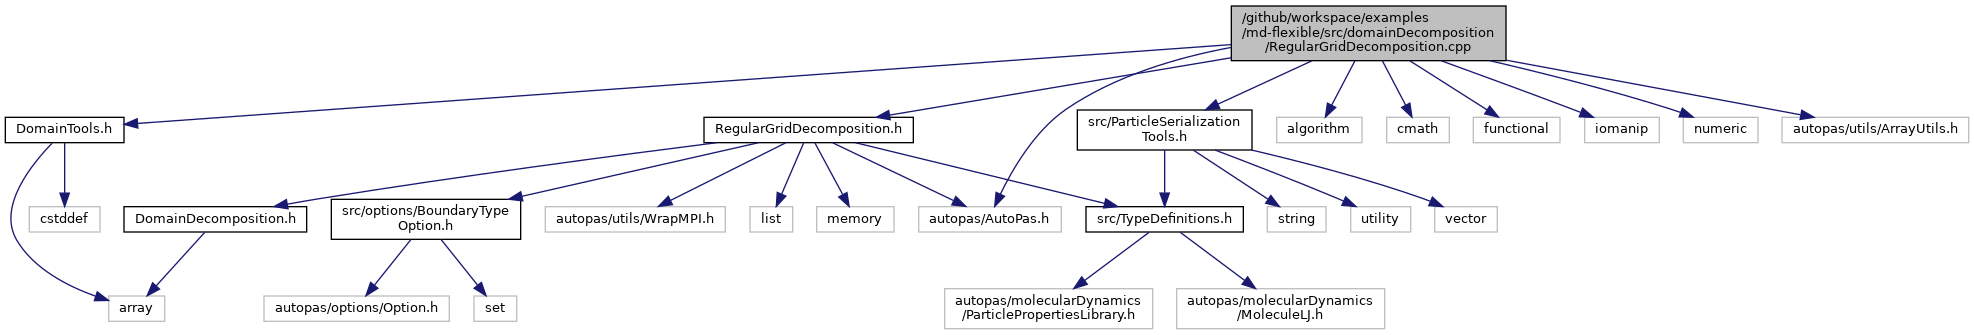 /github/workspace/examples
/md-flexible/src/domainDecomposition
/RegularGridDecomposition.cpp
DomainTools.h
RegularGridDecomposition.h
src/ParticleSerialization
Tools.h
algorithm
cmath
functional
iomanip
numeric
autopas/utils/ArrayUtils.h
cstddef
DomainDecomposition.h
src/options/BoundaryType
Option.h
autopas/utils/WrapMPI.h
list
memory
autopas/AutoPas.h
src/TypeDefinitions.h
string
utility
vector
array
autopas/options/Option.h
set
autopas/molecularDynamics
/ParticlePropertiesLibrary.h
autopas/molecularDynamics
/MoleculeLJ.h